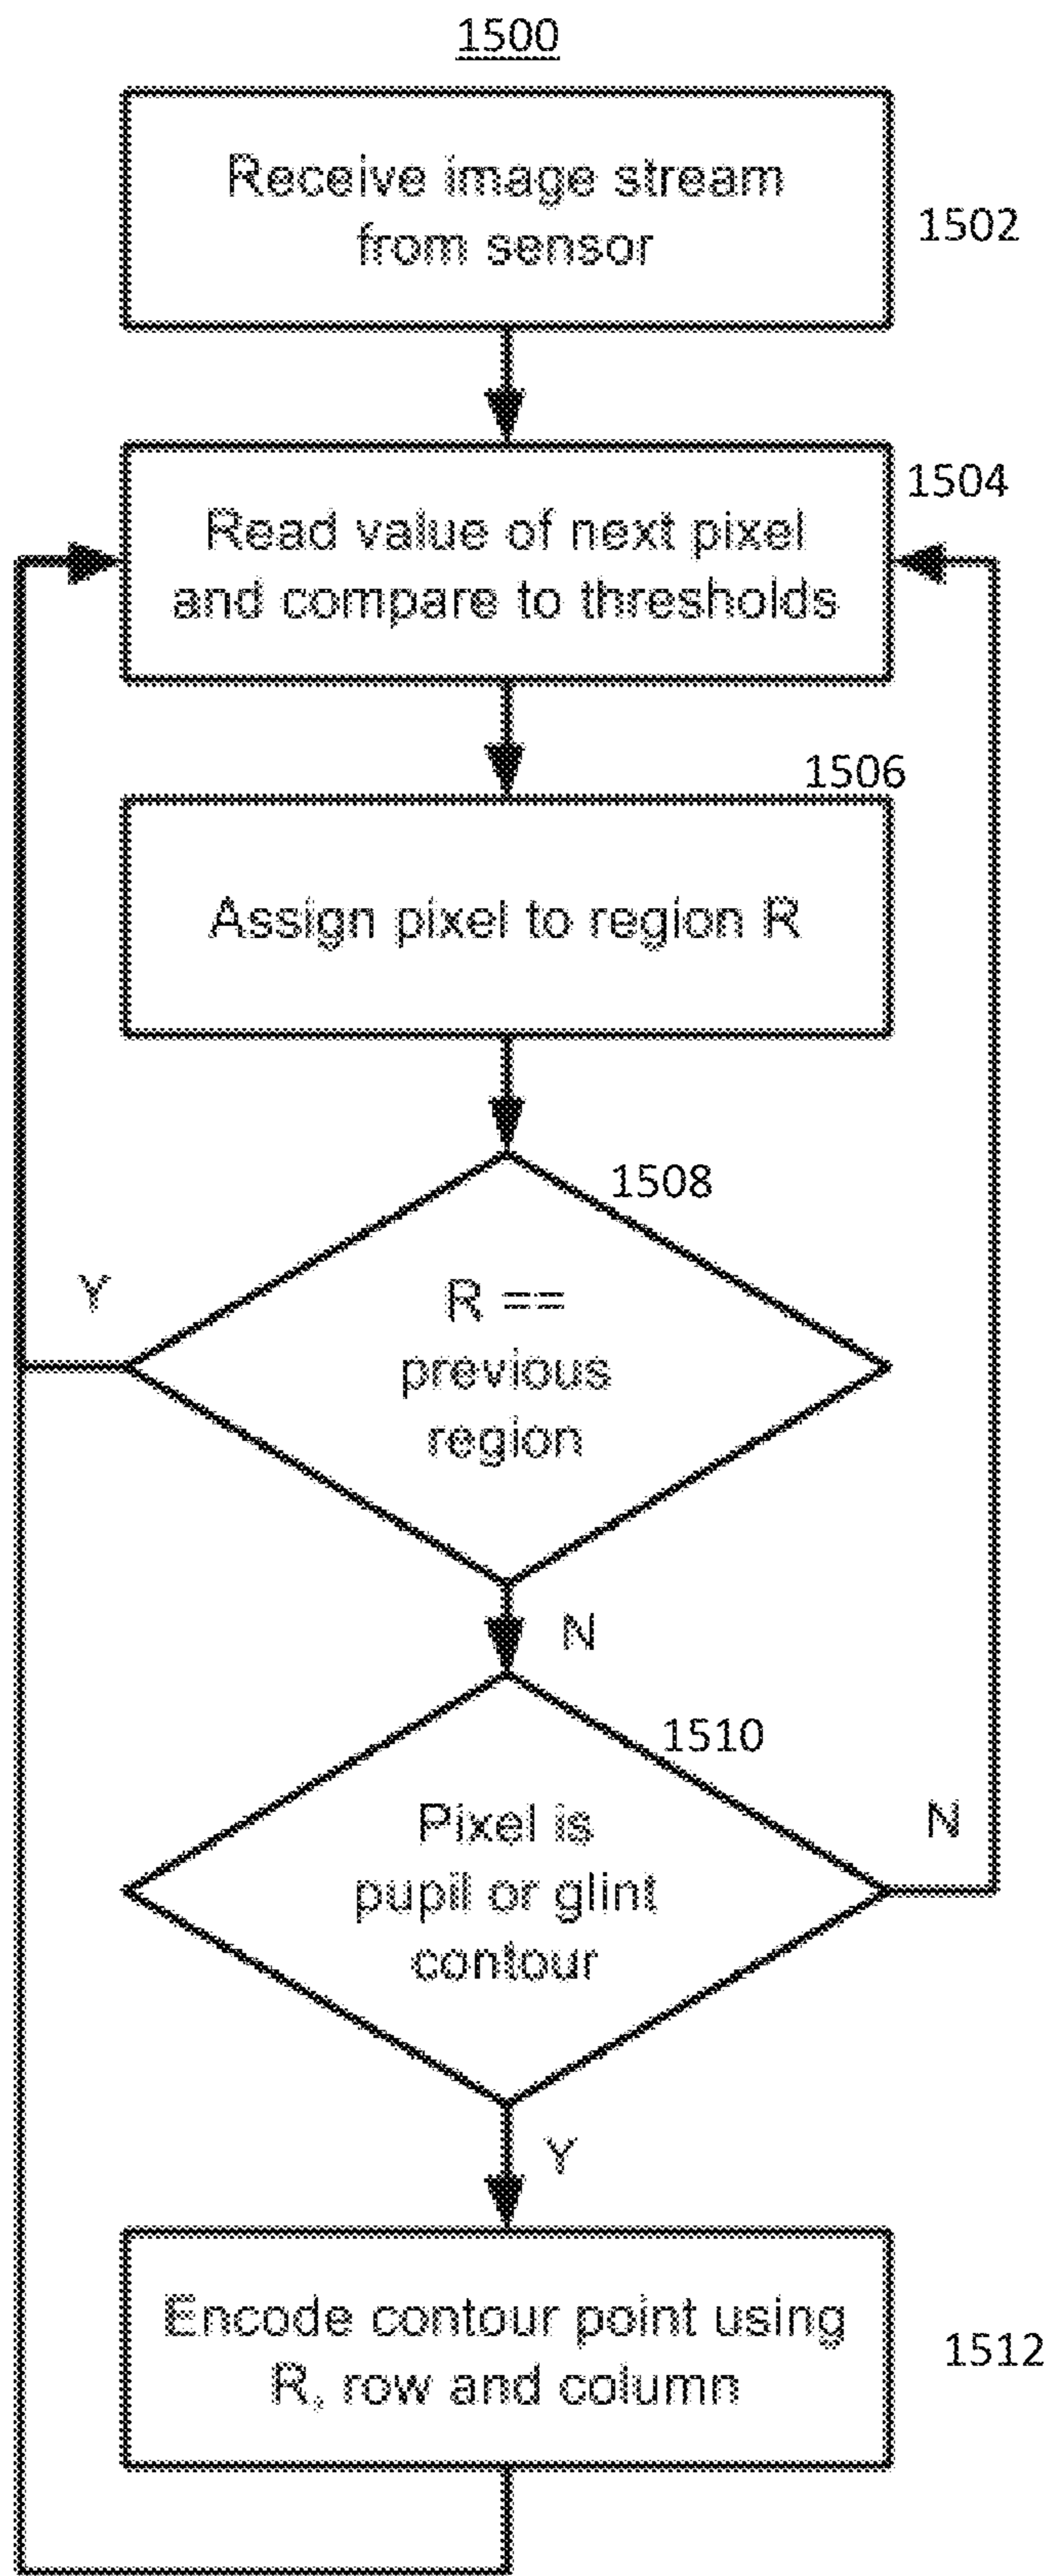 1500
Receive image stream
from sensor
1502
1504
Read value of next pixel
and compare to thresholds
1506
Assign pixel to region R
1508
Y
R ==
previous
region
N
1510
Pixel is
pupil or glint
contour
N
Y
Encode contour point using
R, row and column
1512